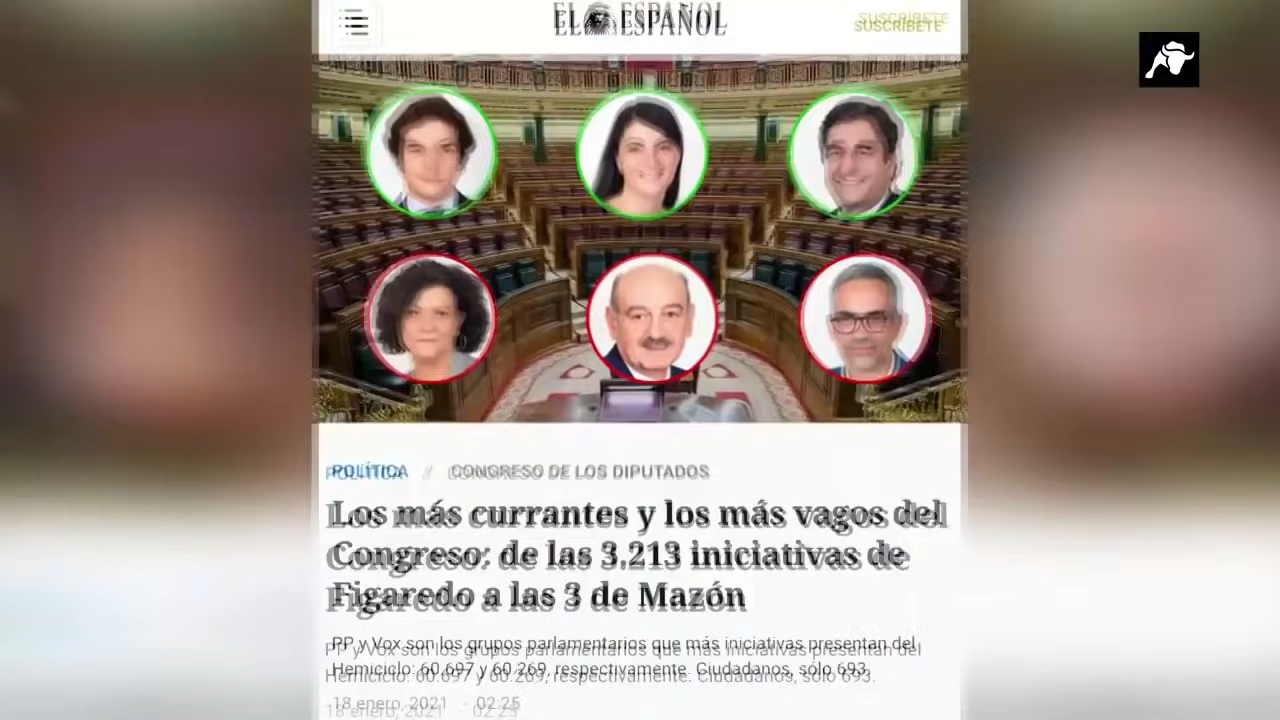 EL ESPAÑOL
SUSCRÍBETE
POLÍTICA // CONGRESO DE LOS DIPUTADOS
Los más currantes y los más vagos del
Congreso: de las 3.213 iniciativas de
Figaredo a las 3 de Mazón
PP y Vox son los grupos parlamentarios que más iniciativas presentan del
Hemiciclo: 60.697 y 60.269, respectivamente. Ciudadanos, sólo 693.
18 enero, 2021 · 02:25